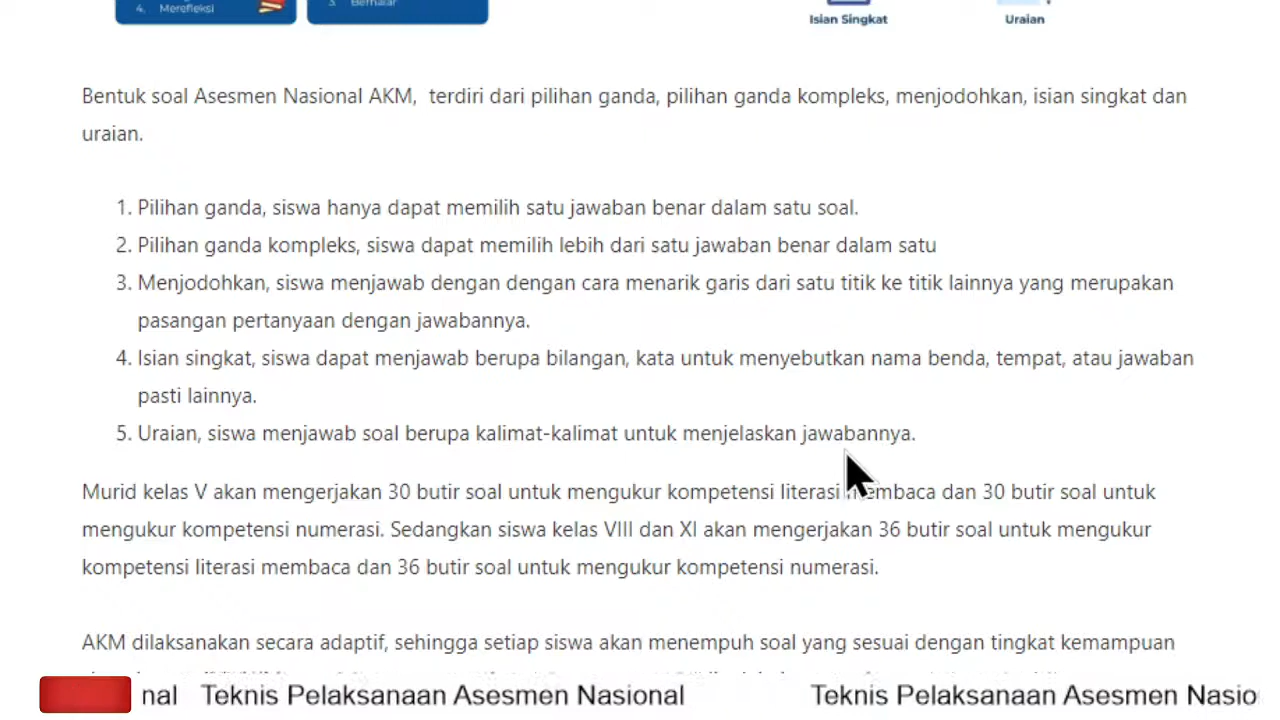 4. Merefleksi
3. Bernalar
Isian Singkat
Uraian
Bentuk soal Asesmen Nasional AKM, terdiri dari pilihan ganda, pilihan ganda kompleks, menjodohkan, isian singkat dan
uraian.
1. Pilihan ganda, siswa hanya dapat memilih satu jawaban benar dalam satu soal.
2. Pilihan ganda kompleks, siswa dapat memilih lebih dari satu jawaban benar dalam satu
3. Menjodohkan, siswa menjawab dengan dengan cara menarik garis dari satu titik ke titik lainnya yang merupakan
pasangan pertanyaan dengan jawabannya.
4. Isian singkat, siswa dapat menjawab berupa bilangan, kata untuk menyebutkan nama benda, tempat, atau jawaban
pasti lainnya.
5. Uraian, siswa menjawab soal berupa kalimat-kalimat untuk menjelaskan jawabannya.
Murid kelas V akan mengerjakan 30 butir soal untuk mengukur kompetensi literasi membaca dan 30 butir soal untuk
mengukur kompetensi numerasi. Sedangkan siswa kelas VIII dan XI akan mengerjakan 36 butir soal untuk mengukur
kompetensi literasi membaca dan 36 butir soal untuk mengukur kompetensi numerasi.
AKM dilaksanakan secara adaptif, sehingga setiap siswa akan menempuh soal yang sesuai dengan tingkat kemampuan
nal Teknis Pelaksanaan Asesmen Nasional Teknis Pelaksanaan Asesmen Nasio